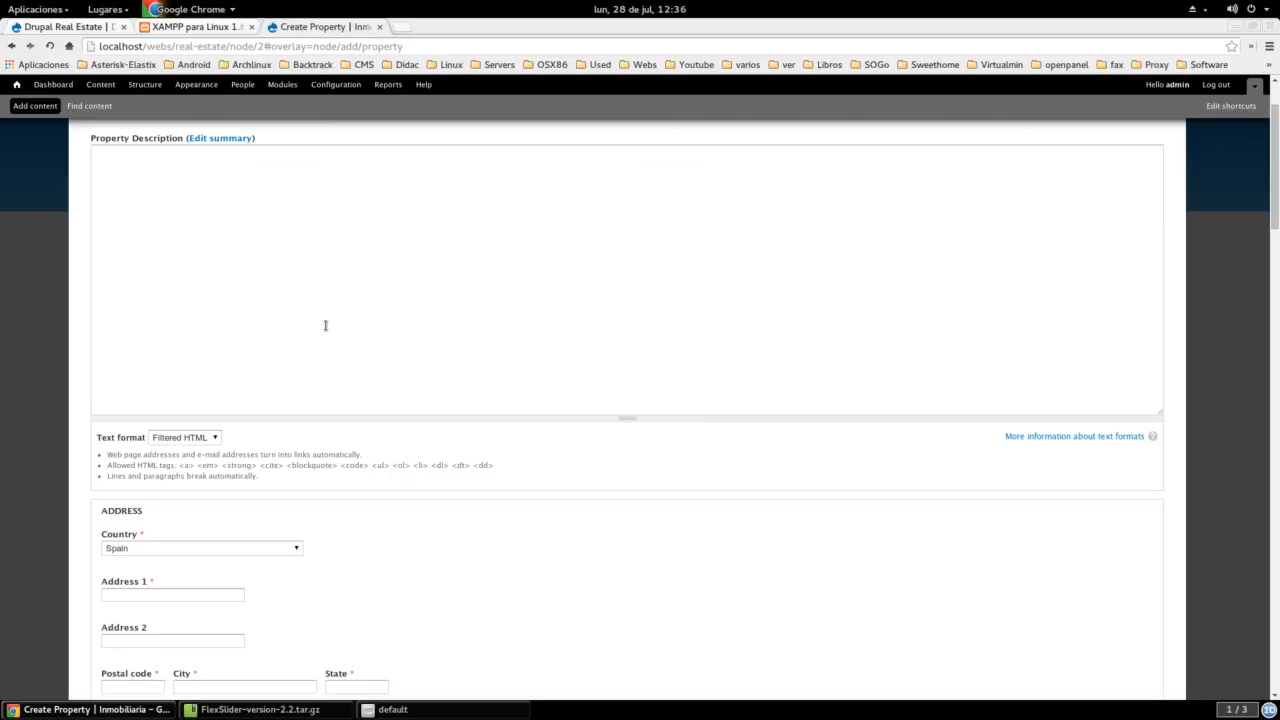 Aplicaciones Lugares Google Chrome lun, 28 de jul, 12:36
Drupal Real Estate | D × XAMPP para Linux 1. × Create Property | Inm ×
localhost/webs/real-estate/node/2#overlay=node/add/property
Aplicaciones Asterisk-Elastix Android Archlinux Backtrack CMS Didac Linux Servers OSX86 Used Webs Youtube varios ver Libros SOGo Sweethome Virtualmin openpanel fax Proxy Software »
Dashboard Content Structure Appearance People Modules Configuration Reports Help Hello admin Log out
Add content Find content Edit shortcuts
Property Description (Edit summary)
Text format Filtered HTML More information about text formats ?
• Web page addresses and e-mail addresses turn into links automatically.
• Allowed HTML tags: <a> <em> <strong> <cite> <blockquote> <code> <ul> <ol> <li> <dl> <dt> <dd>
• Lines and paragraphs break automatically.
ADDRESS
Country *
Spain
Address 1 *
Address 2
Postal code * City * State *
Create Property | Inmobiliaria – G... FlexSlider-version-2.2.tar.gz default 1 / 3